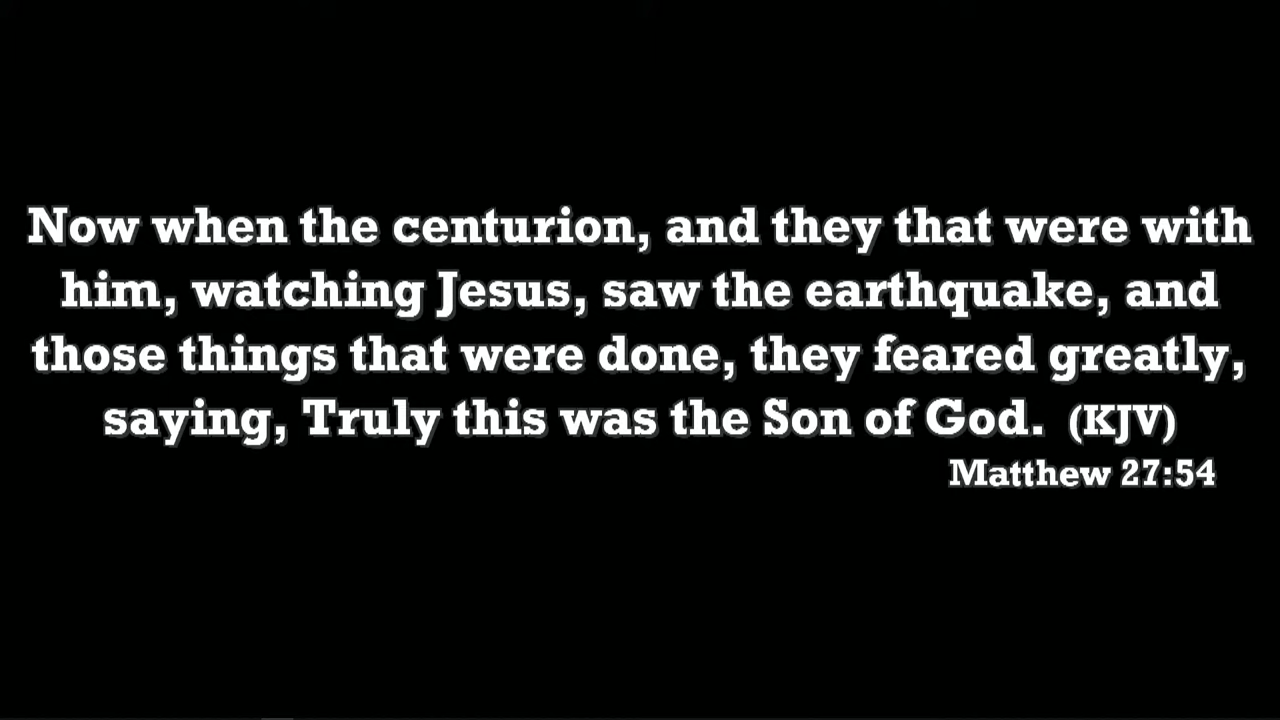 Now when the centurion, and they that were with
him, watching Jesus, saw the earthquake, and
those things that were done, they feared greatly,
saying, Truly this was the Son of God. (KJV)
Matthew 27:54